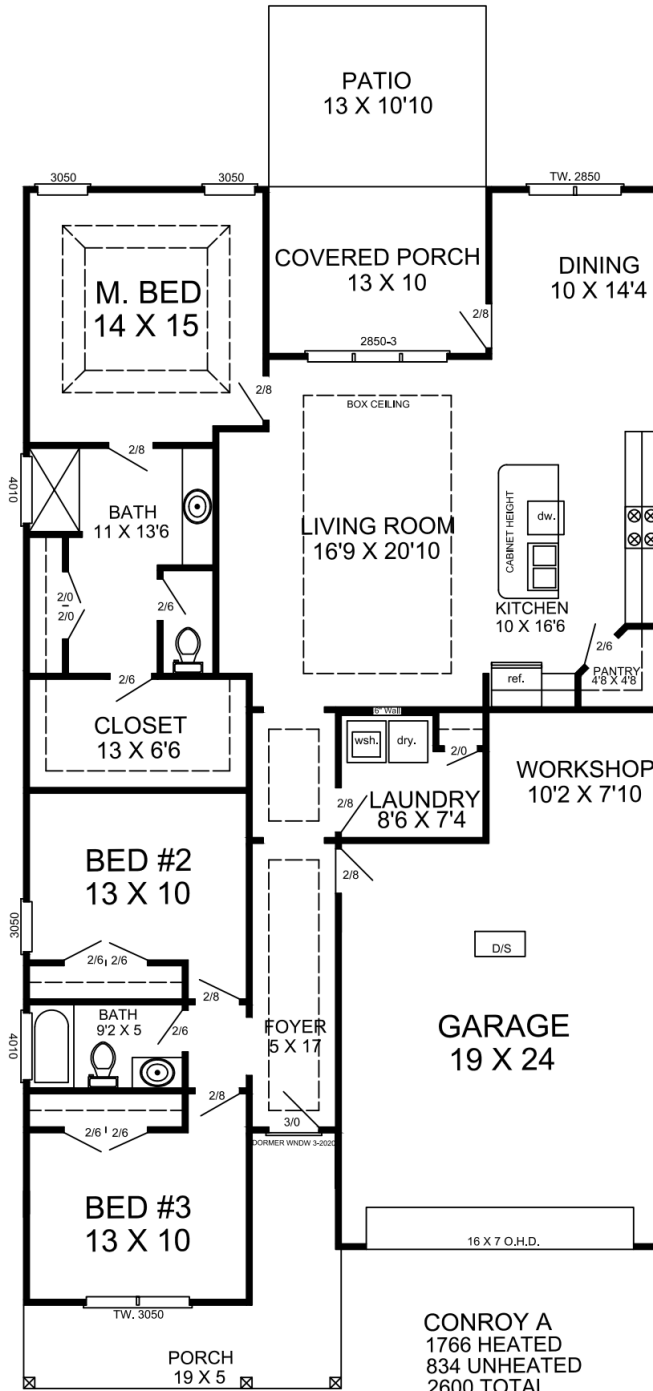 PATIO
13 X 10'10
3050
3050
TW. 2850
M. BED
14 X 15
COVERED PORCH
13 X 10
DINING
10 X 14'4
2/8
2850-3
2/8
BOX CEILING
2/8
4010
BATH
11 X 13'6
LIVING ROOM
16'9 X 20'10
CABINET HEIGHT
dw.
KITCHEN
10 X 16'6
2/0
2/0
2/6
2/6
PANTRY
4'8 X 4'8
ref.
2/6
CLOSET
13 X 6'6
6" Wall
wsh.
dry.
2/0
WORKSHOP
10'2 X 7'10
2/8
LAUNDRY
8'6 X 7'4
BED #2
13 X 10
2/8
3050
D/S
2/6
2/6
2/8
BATH
9'2 X 5
2/6
4010
FOYER
5 X 17
GARAGE
19 X 24
2/8
3/0
2/6
2/6
DORMER WNDW 3-2020
BED #3
13 X 10
16 X 7 O.H.D.
TW. 3050
PORCH
19 X 5
CONROY A
1766 HEATED
834 UNHEATED
2600 TOTAL